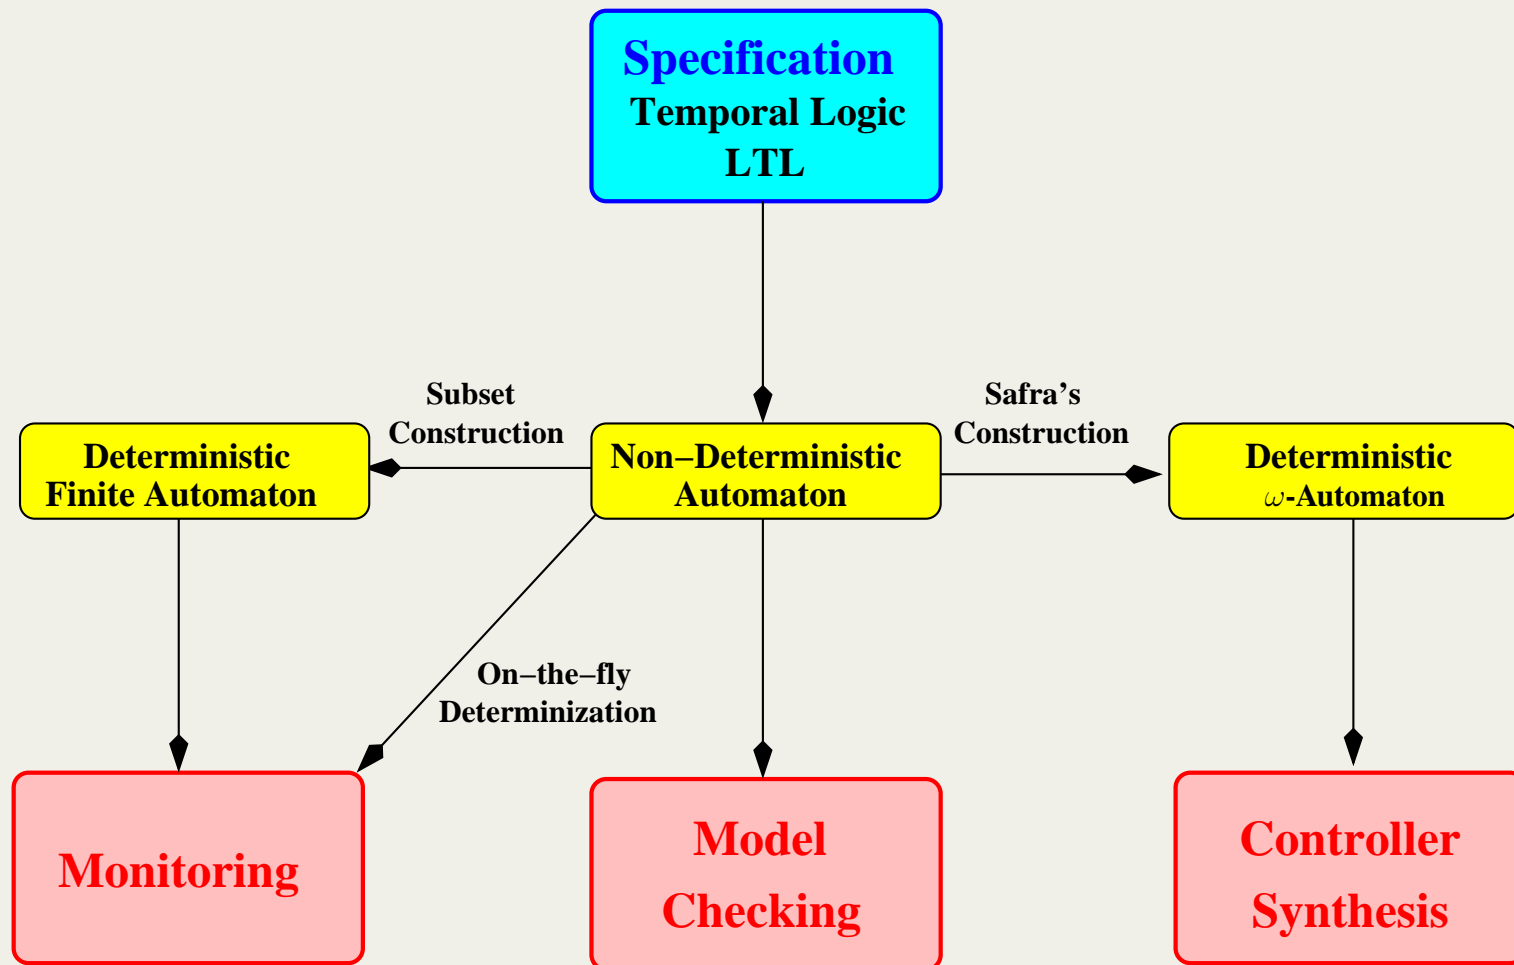 Specification
Temporal Logic
LTL
Subset
Construction
Safra's
Construction
Deterministic
Finite Automaton
Non−Deterministic
Automaton
Deterministic
ω-Automaton
On−the−fly
Determinization
Monitoring
Model
Checking
Controller
Synthesis